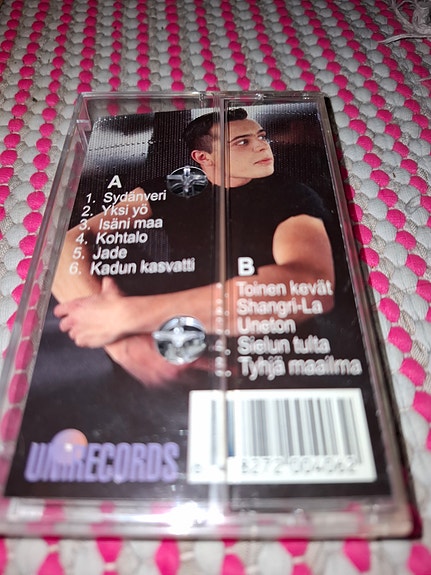 A
1. Sydänveri
2. Yksi yö
3. Isäni maa
4. Kohtalo
5. Jade
6. Kadun kasvatti
B
Toinen kevät
Shangri-La
Uneton
Sielun tulta
Tyhjä maailma
UNIRECORDS